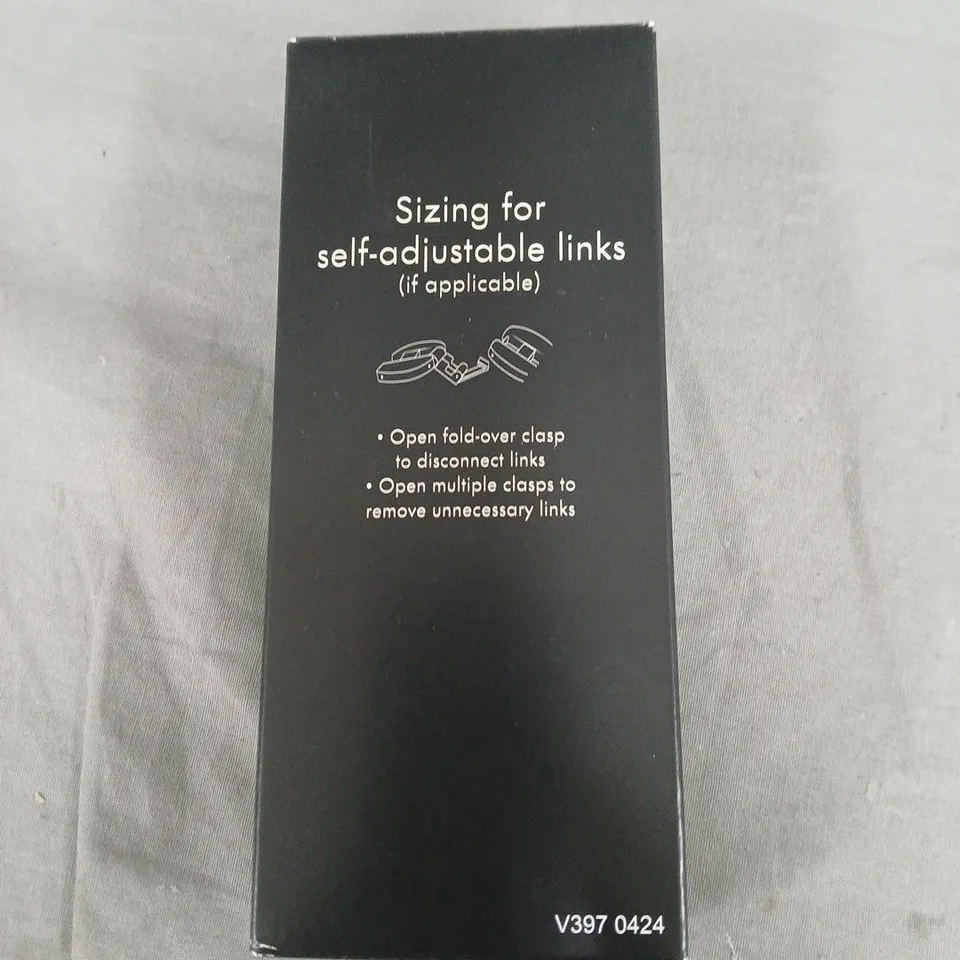 Sizing for
self-adjustable links
(if applicable)
• Open fold-over clasp
to disconnect links
• Open multiple clasps to
remove unnecessary links
V397 0424